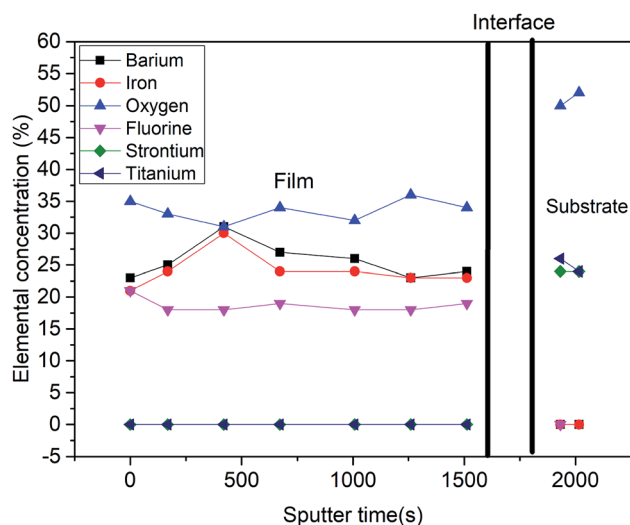 Interface
60
55
50
45
40
35
30
25
20
15
10
5
0
-5
Elemental concentration (%)
Barium
Iron
Oxygen
Fluorine
Strontium
Titanium
Film
Substrate
0
500
1000
1500
2000
Sputter time(s)